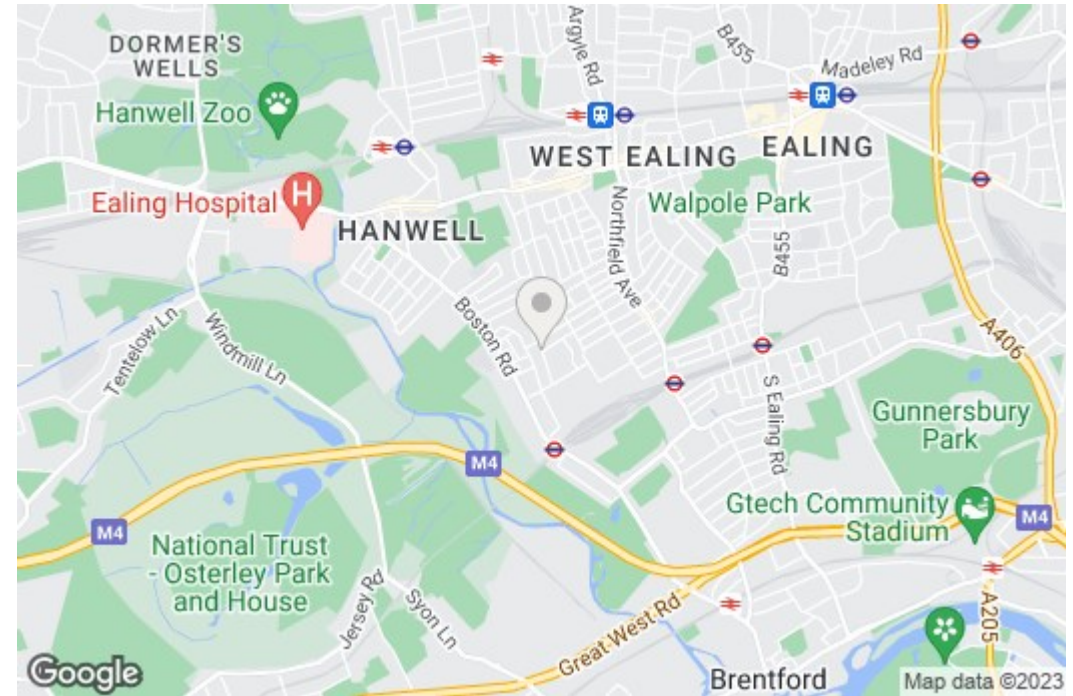 DORMER'S
WELLS
Hanwell Zoo
Ealing Hospital
H
HANWELL
Argyle Rd
B455
Madeley Rd
WEST EALING
EALING
Walpole Park
Northfield Ave
B455
Boston Rd
Tentelow Ln
Windmill Ln
A406
S Ealing Rd
Gunnersbury
Park
M4
Gtech Community
Stadium
M4
M4
National Trust
- Osterley Park
and House
Jersey Rd
Syon Ln
Great West Rd
A205
Brentford
Google
Map data ©2023